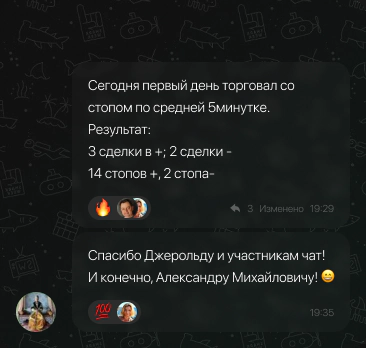 Сегодня первый день торговал со
стопом по средней 5минутке.
Результат:
3 сделки в +; 2 сделки -
14 стопов +, 2 стопа-
3 Изменено 19:29
Спасибо Джерольду и участникам чат!
И конечно, Александру Михайловичу! 😄
💯 19:35